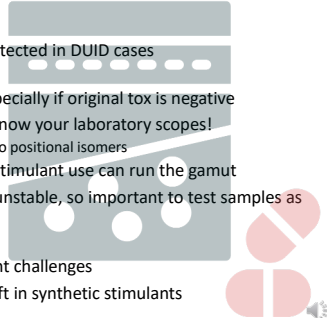 tected in DUID cases
pecially if original tox is negative
now your laboratory scopes!
o positional isomers
timulant use can run the gamut
unstable, so important to test samples as
nt challenges
ft in synthetic stimulants